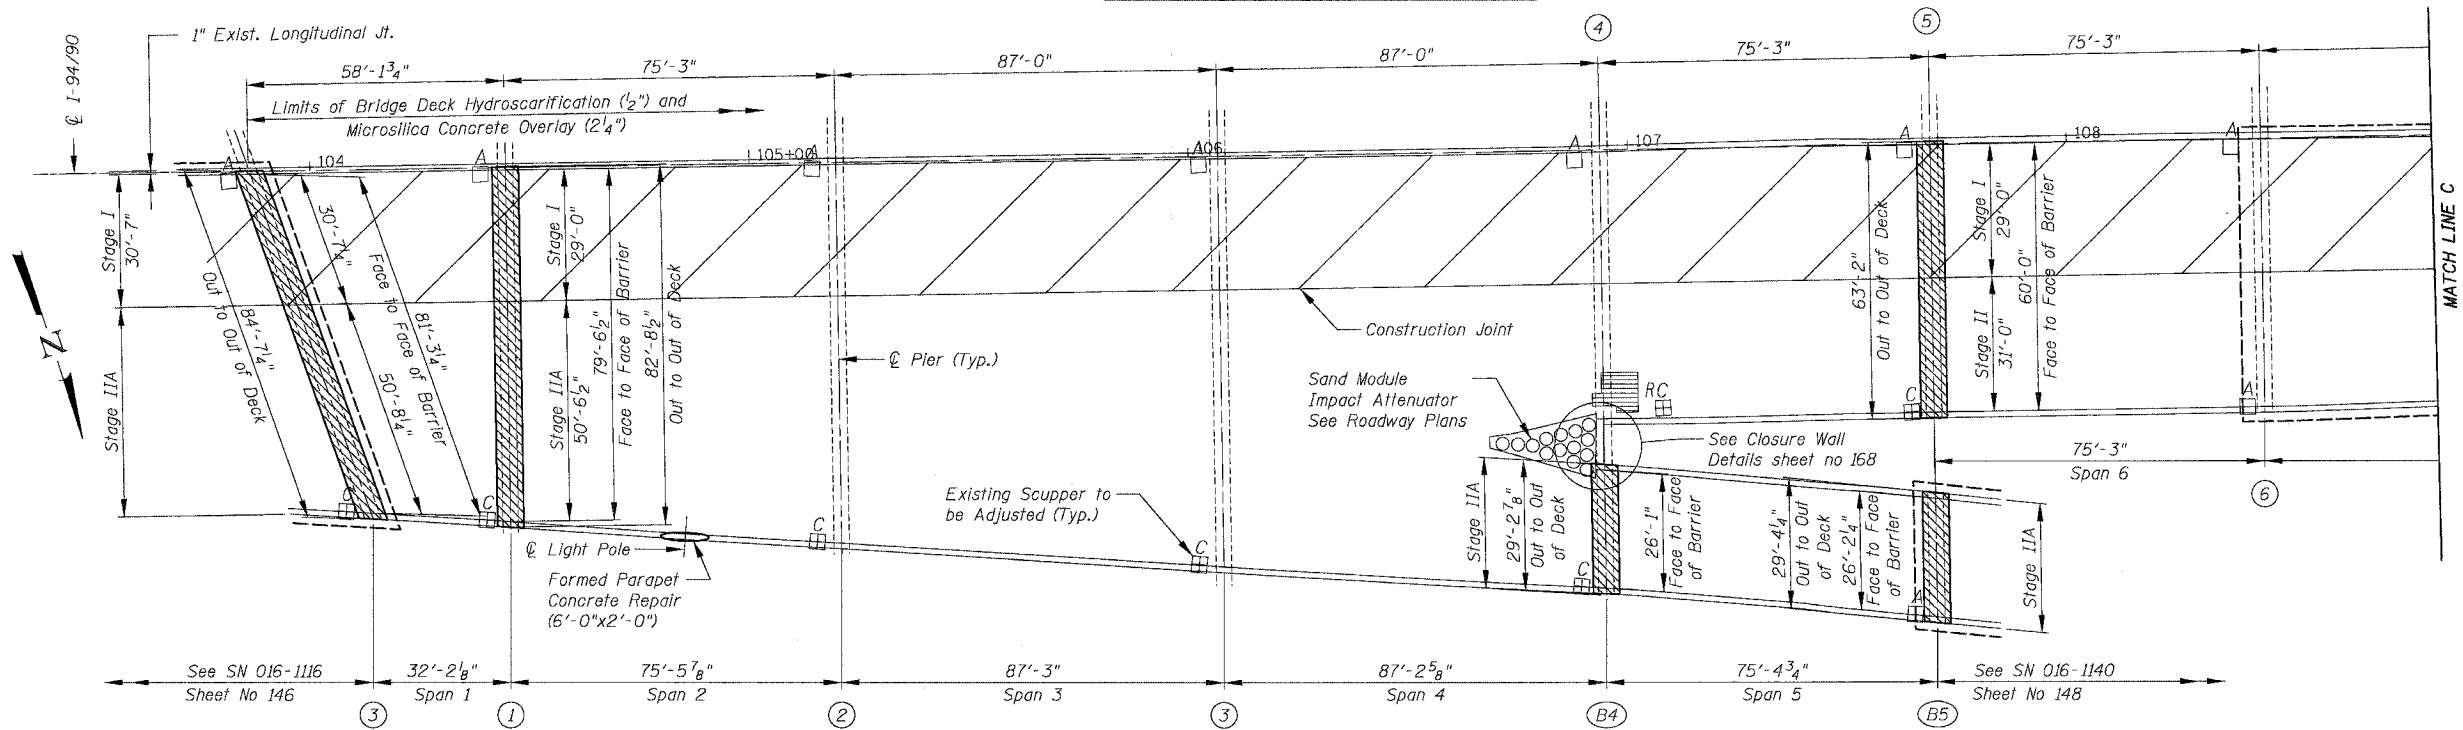 1" Exist. Longitudinal Jt.
℄ I-94/90
58'-1¾"
75'-3"
87'-0"
87'-0"
75'-3"
75'-3"
4
5
Limits of Bridge Deck Hydroscarification (½") and
Microsilica Concrete Overlay (2¼")
A
104
A
105+00
A
A
106
A
107
A
108
A
Stage I
30'-7"
Stage IIA
Out to Out of Deck
84'-7¼"
30'-7¼"
50'-8¼"
Face to Face of Barrier
81'-3¼"
Stage I
29'-0"
Stage IIA
50'-6½"
79'-6½"
Face to Face of Barrier
82'-8½"
Out to Out of Deck
℄ Pier (Typ.)
Construction Joint
63'-2"
Out to Out of Deck
Stage I
29'-0"
Stage II
31'-0"
60'-0"
Face to Face of Barrier
MATCH LINE C
N
Sand Module
Impact Attenuator
See Roadway Plans
RC
C
A
See Closure Wall
Details sheet no 168
75'-3"
Span 6
6
Existing Scupper to
be Adjusted (Typ.)
C
C
C
C
C
℄ Light Pole
Formed Parapet
Concrete Repair
(6'-0"x2'-0")
Stage IIA
29'-2⅞"
Out to Out
of Deck
26'-1"
Face to Face
of Barrier
29'-4¼"
Out to Out
of Deck
26'-2¼"
Face to Face
of Barrier
A
Stage IIA
See SN 016-1116
Sheet No 146
32'-2⅛"
Span 1
75'-5⅞"
Span 2
87'-3"
Span 3
87'-2⅝"
Span 4
75'-4¾"
Span 5
See SN 016-1140
Sheet No 148
3
1
2
3
B4
B5